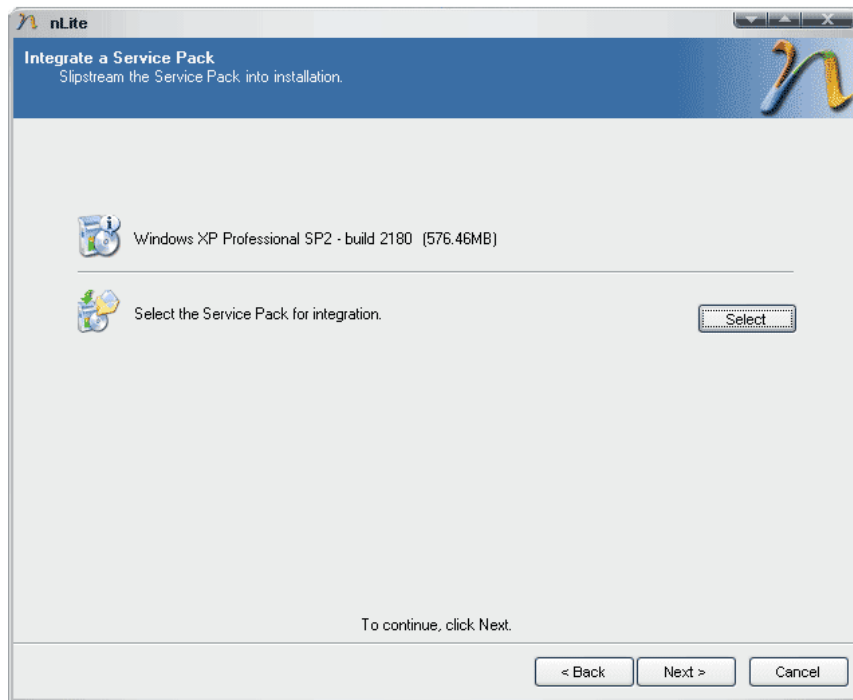 nLite
Integrate a Service Pack
Slipstream the Service Pack into installation.
Windows XP Professional SP2 - build 2180 (576.46MB)
Select the Service Pack for integration.
Select
To continue, click Next.
< Back
Next >
Cancel